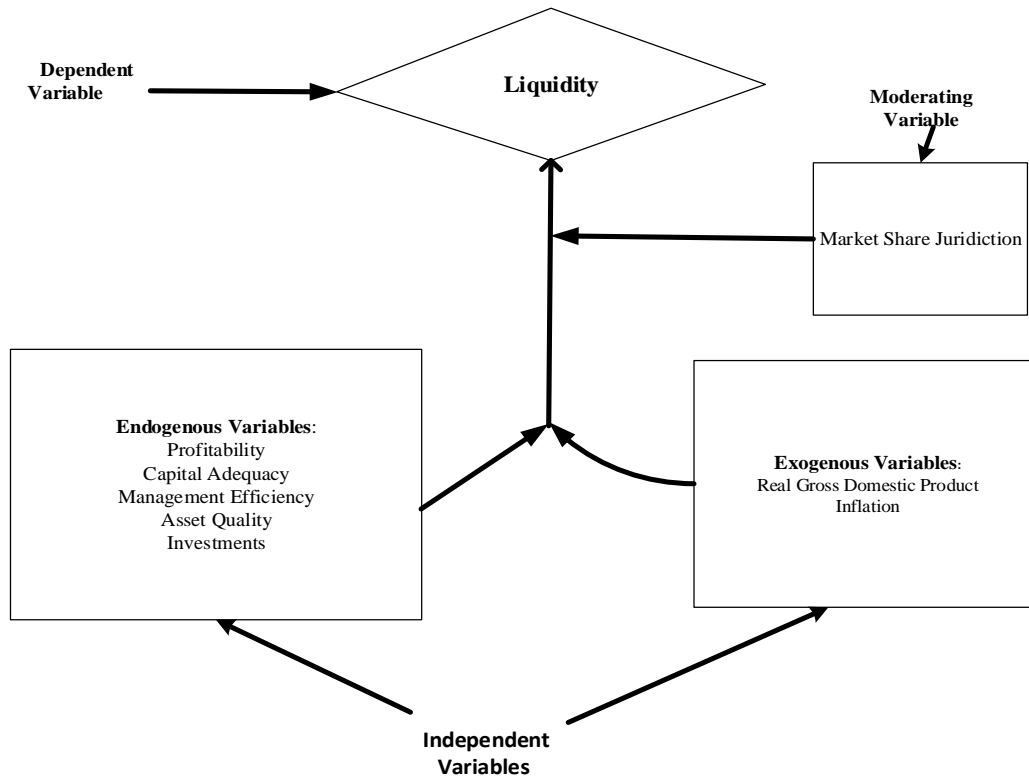 Liquidity
Dependent
Variable
Moderating
Variable
Market Share Juridiction
Endogenous Variables:
Profitability
Capital Adequacy
Management Efficiency
Asset Quality
Investments
Exogenous Variables:
Real Gross Domestic Product
Inflation
Independent
Variables